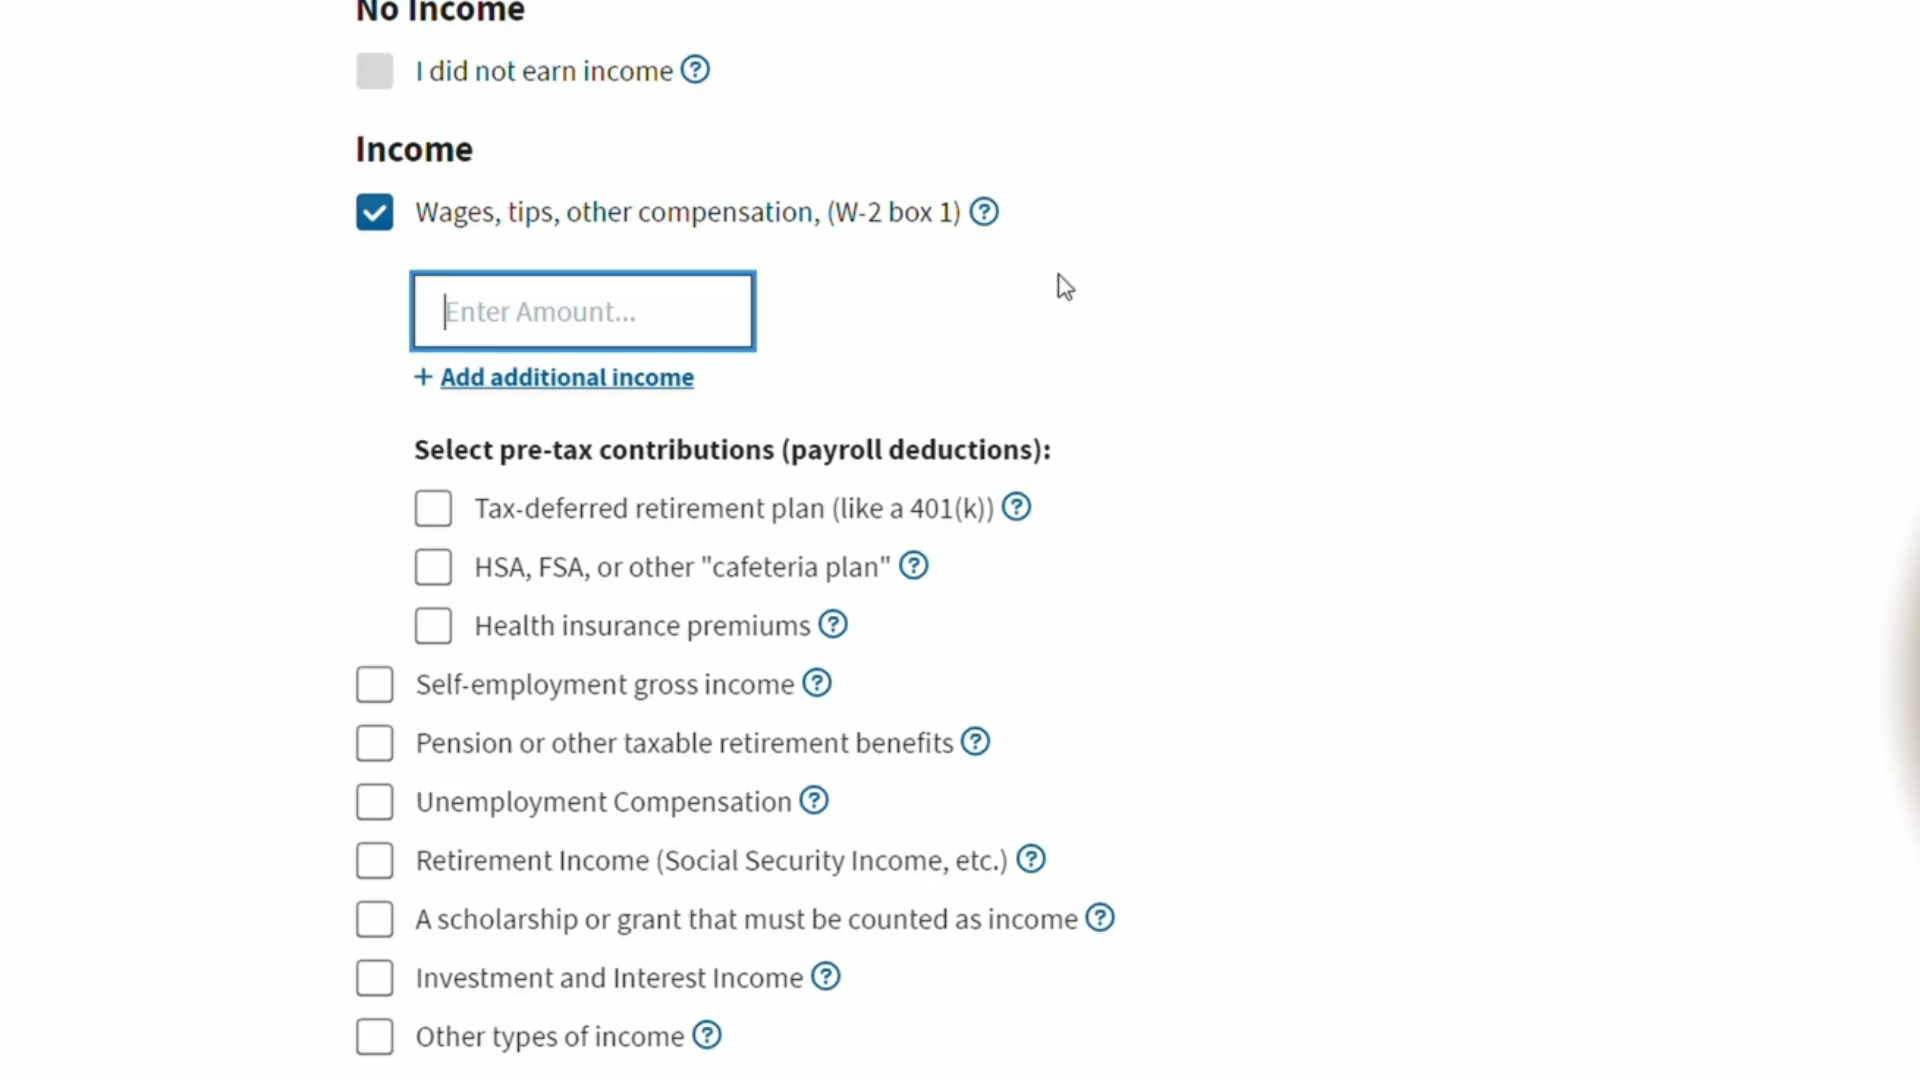 No Income
I did not earn income ?
Income
Wages, tips, other compensation, (W-2 box 1) ?
Enter Amount...
+ Add additional income
Select pre-tax contributions (payroll deductions):
Tax-deferred retirement plan (like a 401(k)) ?
HSA, FSA, or other "cafeteria plan" ?
Health insurance premiums ?
Self-employment gross income ?
Pension or other taxable retirement benefits ?
Unemployment Compensation ?
Retirement Income (Social Security Income, etc.) ?
A scholarship or grant that must be counted as income ?
Investment and Interest Income ?
Other types of income ?